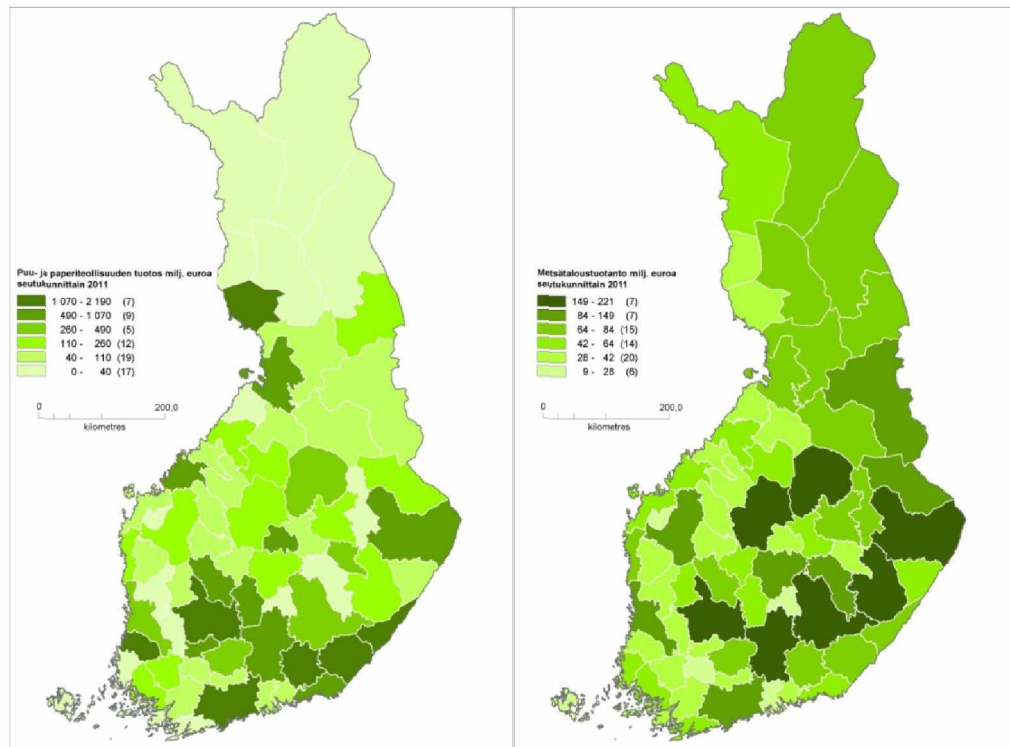 Puu- ja paperiteollisuuden tuotos milj. euroa
seutukunnittain 2011
1 070 - 2 190 (7)
490 - 1 070 (9)
260 - 490 (5)
110 - 260 (12)
40 - 110 (19)
0 - 40 (17)
0 200,0
kilometres
Metsätaloustuotanto milj. euroa
seutukunnittain 2011
149 - 221 (7)
84 - 149 (7)
64 - 84 (15)
42 - 64 (14)
28 - 42 (20)
9 - 28 (6)
0 200,0
kilometres